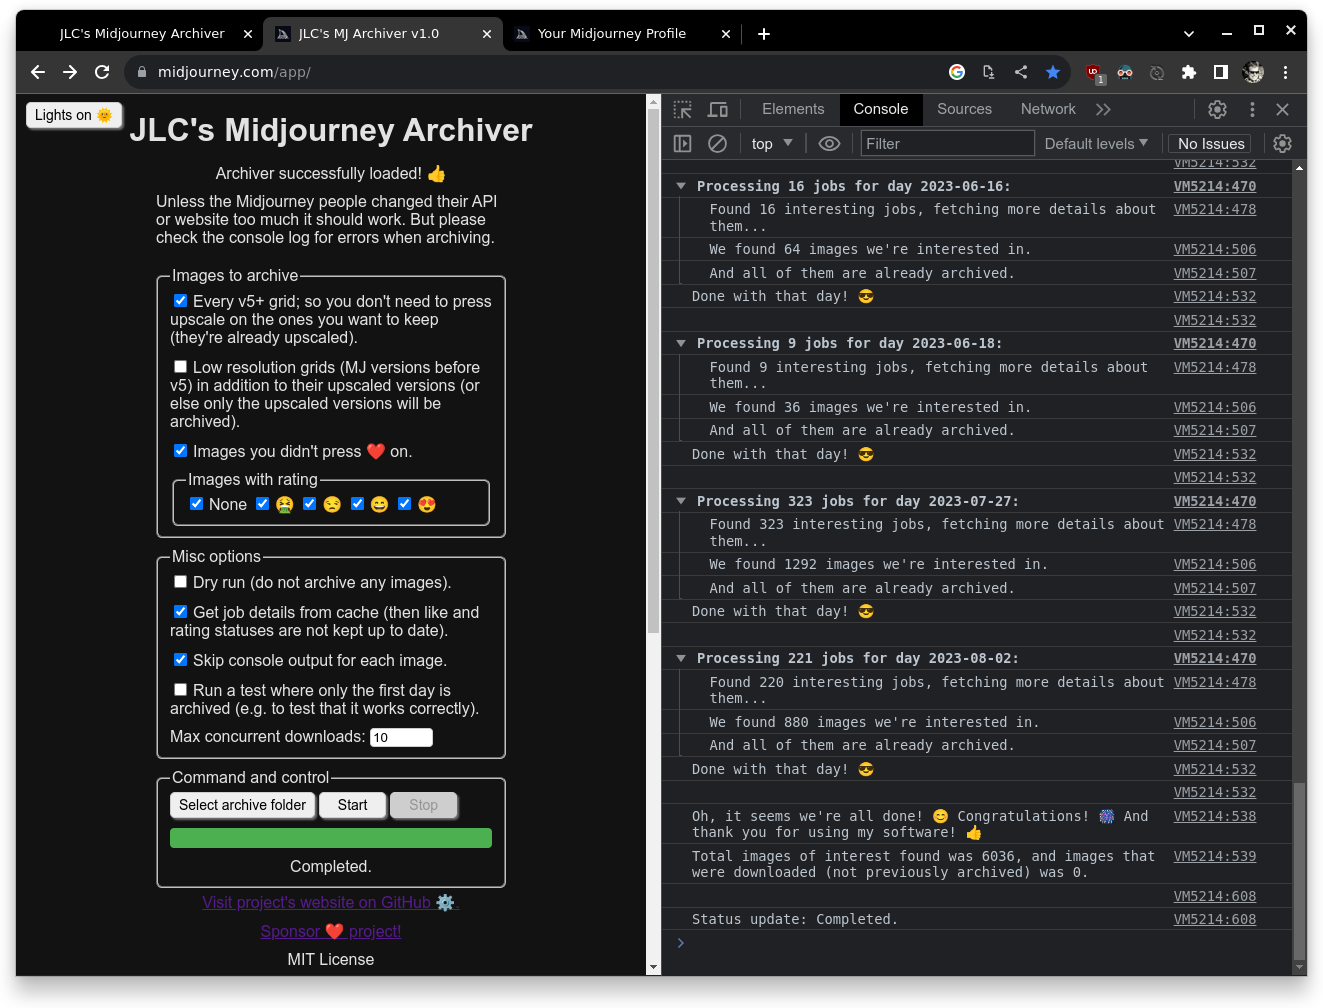 JLC's Midjourney Archiver
JLC's MJ Archiver v1.0
Your Midjourney Profile
midjourney.com/app/
1
Lights on 🌞
JLC's Midjourney Archiver
Archiver successfully loaded! 👍
Unless the Midjourney people changed their API
or website too much it should work. But please
check the console log for errors when archiving.
Images to archive
Every v5+ grid; so you don't need to press
upscale on the ones you want to keep
(they're already upscaled).
Low resolution grids (MJ versions before
v5) in addition to their upscaled versions (or
else only the upscaled versions will be
archived).
Images you didn't press ❤️ on.
Images with rating
None 🤮 😒 😄 😍
Misc options
Dry run (do not archive any images).
Get job details from cache (then like and
rating statuses are not kept up to date).
Skip console output for each image.
Run a test where only the first day is
archived (e.g. to test that it works correctly).
Max concurrent downloads: 10
Command and control
Select archive folder Start Stop
Completed.
Visit project's website on GitHub ⚙️.
Sponsor ❤️ project!
MIT License
Elements Console Sources Network
top Filter Default levels No Issues
VM5214:532
Processing 16 jobs for day 2023-06-16: VM5214:470
Found 16 interesting jobs, fetching more details about VM5214:478
them...
We found 64 images we're interested in. VM5214:506
And all of them are already archived. VM5214:507
Done with that day! 😎 VM5214:532
VM5214:532
Processing 9 jobs for day 2023-06-18: VM5214:470
Found 9 interesting jobs, fetching more details about VM5214:478
them...
We found 36 images we're interested in. VM5214:506
And all of them are already archived. VM5214:507
Done with that day! 😎 VM5214:532
VM5214:532
Processing 323 jobs for day 2023-07-27: VM5214:470
Found 323 interesting jobs, fetching more details about VM5214:478
them...
We found 1292 images we're interested in. VM5214:506
And all of them are already archived. VM5214:507
Done with that day! 😎 VM5214:532
VM5214:532
Processing 221 jobs for day 2023-08-02: VM5214:470
Found 220 interesting jobs, fetching more details about VM5214:478
them...
We found 880 images we're interested in. VM5214:506
And all of them are already archived. VM5214:507
Done with that day! 😎 VM5214:532
VM5214:532
Oh, it seems we're all done! 😊 Congratulations! 🎆 And VM5214:538
thank you for using my software! 👍
Total images of interest found was 6036, and images that VM5214:539
were downloaded (not previously archived) was 0.
VM5214:608
Status update: Completed. VM5214:608